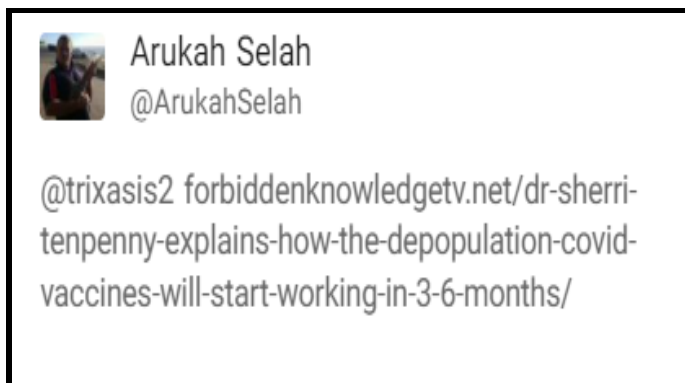 Arukah Selah
@ArukahSelah
@trixasis2 forbiddenknowledgetv.net/dr-sherri-
tenpenny-explains-how-the-depopulation-covid-
vaccines-will-start-working-in-3-6-months/